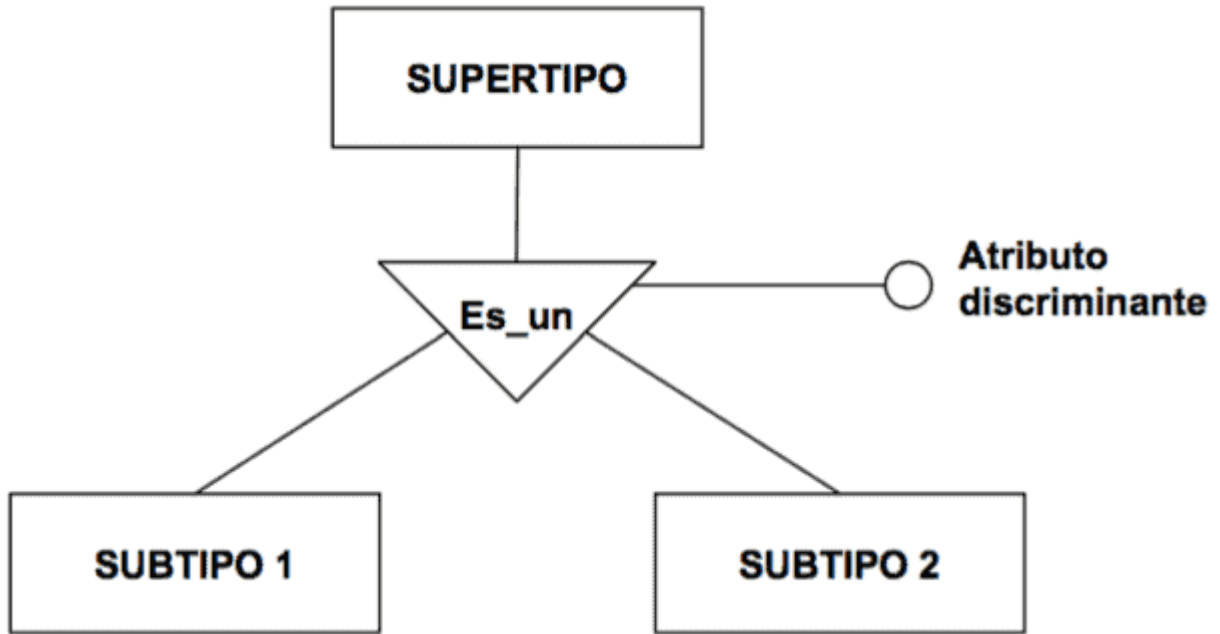 SUPERTIPO
Es_un
Atributo
discriminante
SUBTIPO 1
SUBTIPO 2